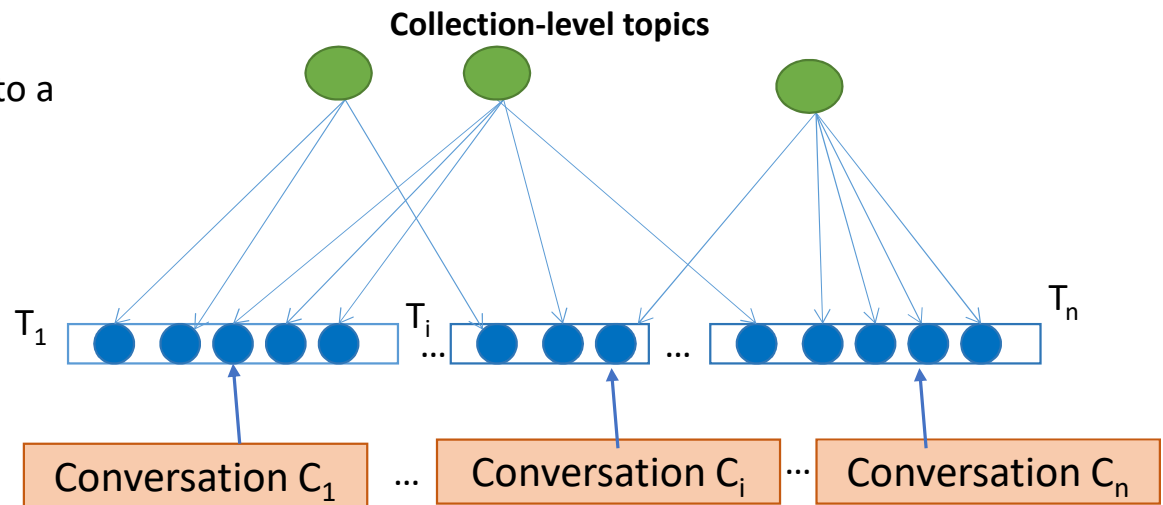 Collection-level topics
to a
T1
Ti
Tn
...
...
Conversation C1
...
Conversation Ci
...
Conversation Cn